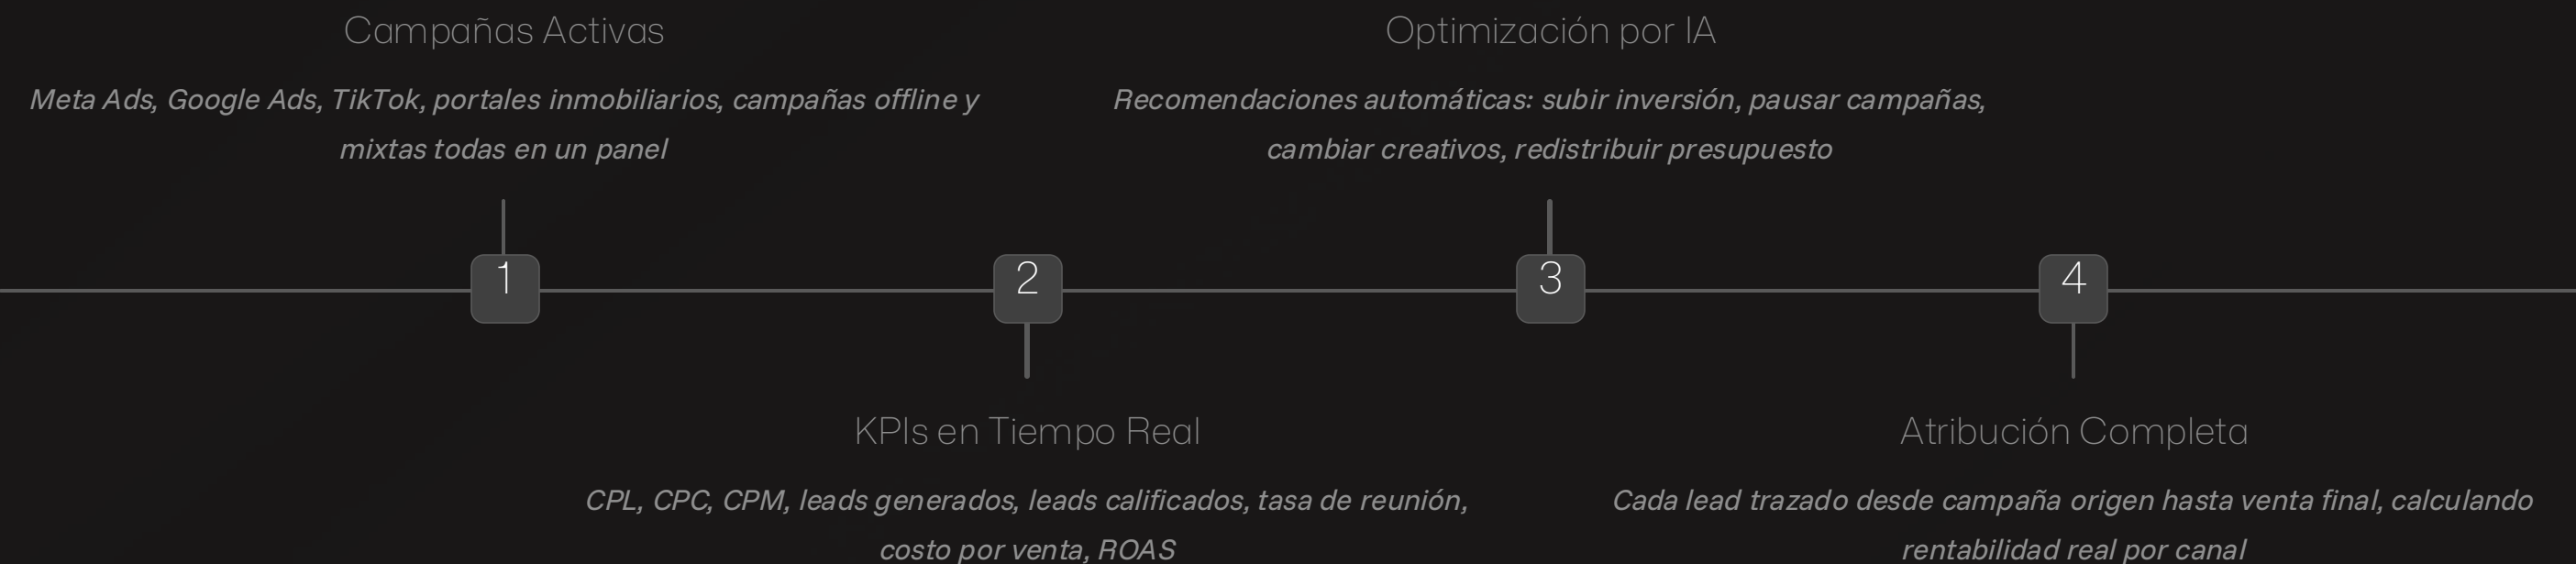 Campañas Activas
Meta Ads, Google Ads, TikTok, portales inmobiliarios, campañas offline y
mixtas todas en un panel
1
2
KPIs en Tiempo Real
CPL, CPC, CPM, leads generados, leads calificados, tasa de reunión,
costo por venta, ROAS
Optimización por IA
Recomendaciones automáticas: subir inversión, pausar campañas,
cambiar creativos, redistribuir presupuesto
3
4
Atribución Completa
Cada lead trazado desde campaña origen hasta venta final, calculando
rentabilidad real por canal